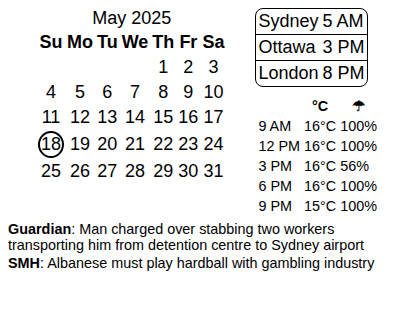 May 2025
Su Mo Tu We Th Fr Sa
1 2 3
4 5 6 7 8 9 10
11 12 13 14 15 16 17
18 19 20 21 22 23 24
25 26 27 28 29 30 31
Sydney 5 AM
Ottawa 3 PM
London 8 PM
°C ☂
9 AM 16°C 100%
12 PM 16°C 100%
3 PM 16°C 56%
6 PM 16°C 100%
9 PM 15°C 100%
Guardian: Man charged over stabbing two workers
transporting him from detention centre to Sydney airport
SMH: Albanese must play hardball with gambling industry